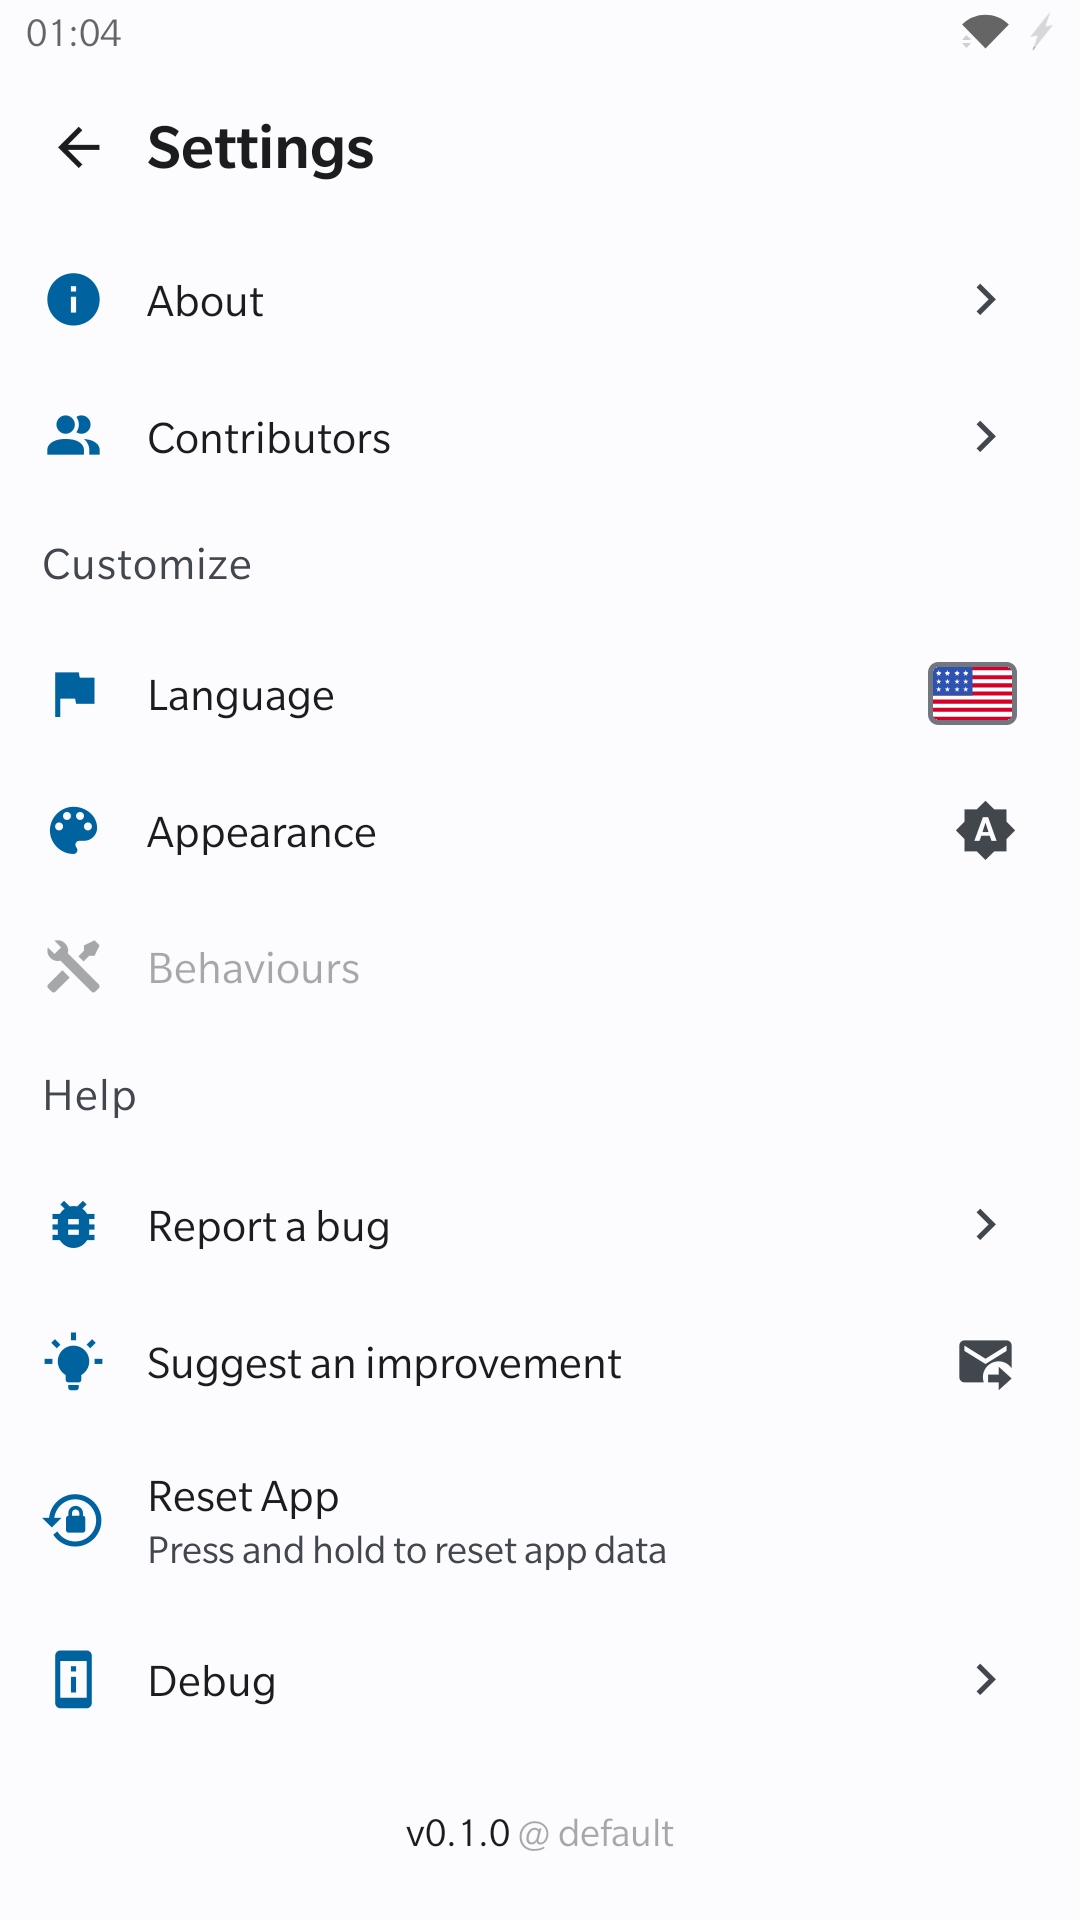 01:04
Settings
About
Contributors
Customize
Language
Appearance
A
Behaviours
Help
Report a bug
Suggest an improvement
Reset App
Press and hold to reset app data
Debug
v0.1.0 @ default